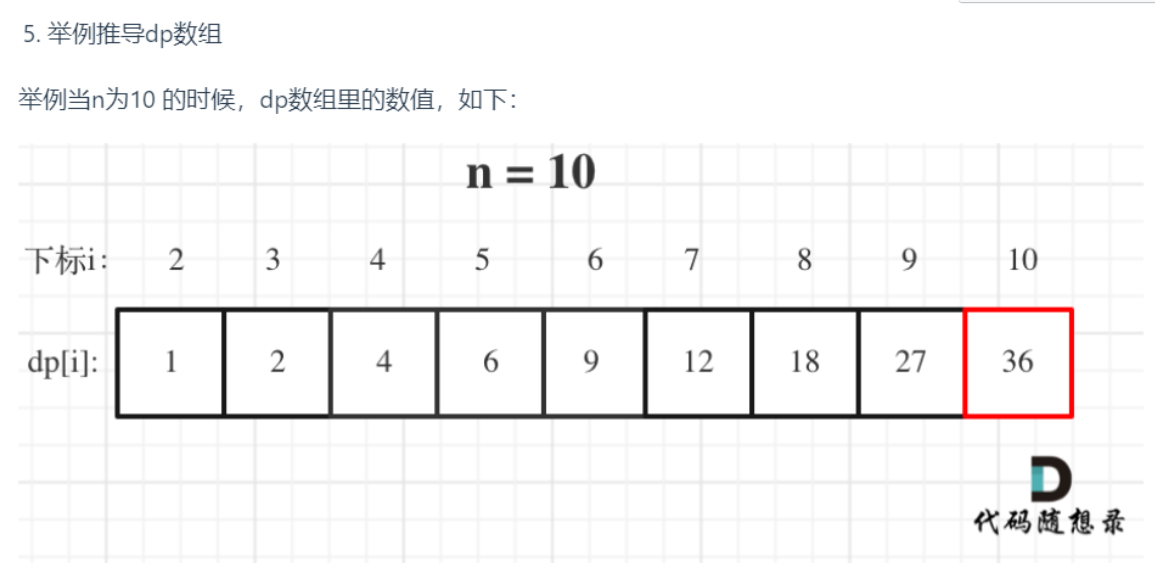 5. 举例推导dp数组
举例当n为10 的时候，dp数组里的数值，如下：
n = 10
下标i: 2 3 4 5 6 7 8 9 10
dp[i]: 1 2 4 6 9 12 18 27 36
代码随想录